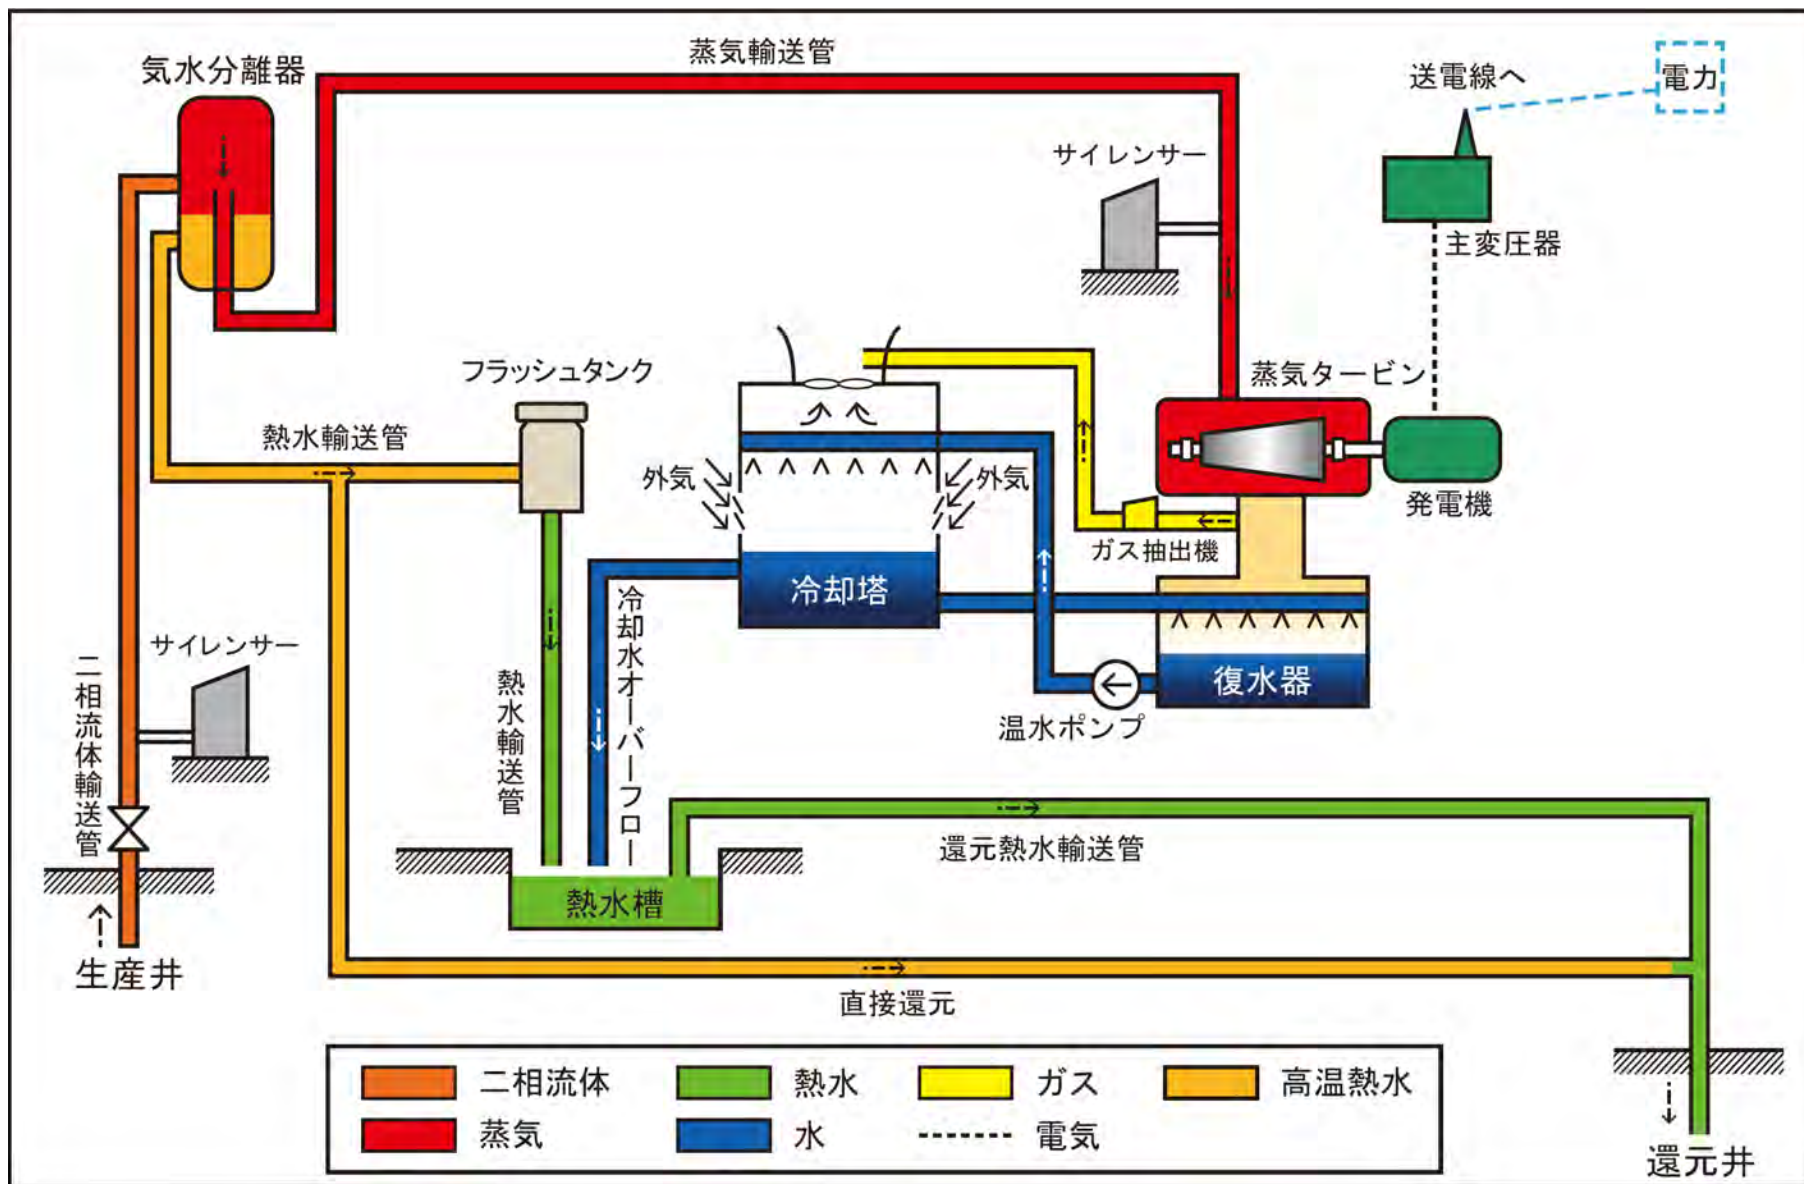 蒸気輸送管
気水分離器
送電線へ
電力
サイレンサー
主変圧器
フラッシュタンク
蒸気タービン
熱水輸送管
外気
外気
発電機
ガス抽出機
冷却塔
冷却水オーバーフロー
サイレンサー
二相流体輸送管
熱水輸送管
復水器
温水ポンプ
還元熱水輸送管
熱水槽
生産井
直接還元
二相流体
熱水
ガス
高温熱水
蒸気
水
電気
還元井